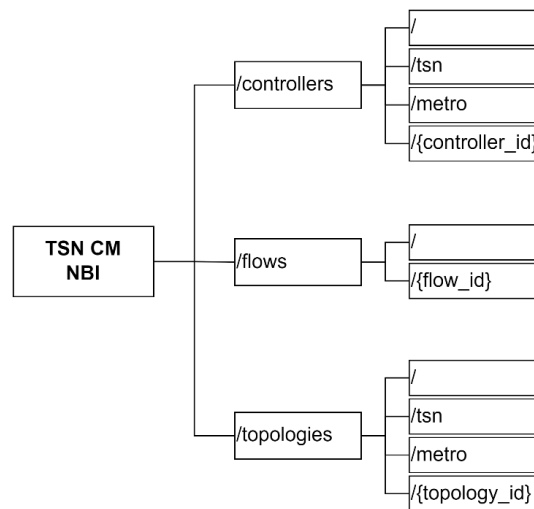 TSN CM
NBI
/controllers
/
/tsn
/metro
/{controller_id}
/flows
/
/{flow_id}
/topologies
/
/tsn
/metro
/{topology_id}